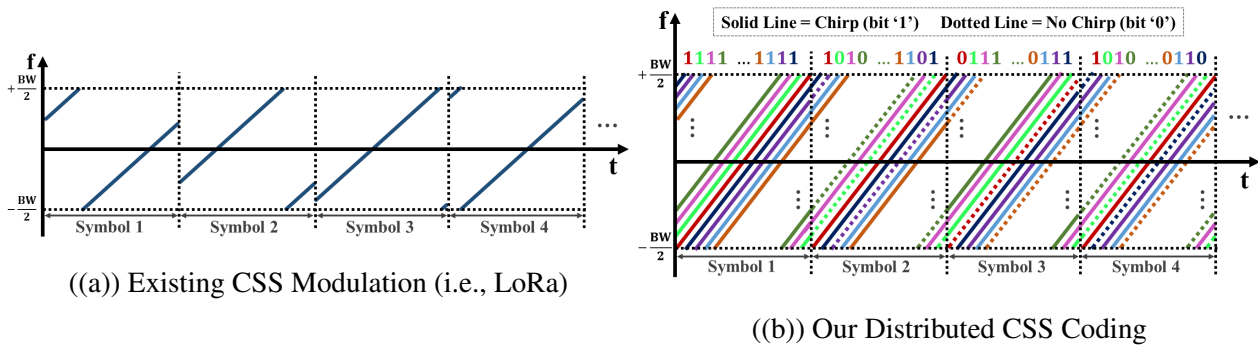 f
+BW/2
−BW/2
t
...
Symbol 1 Symbol 2 Symbol 3 Symbol 4
((a)) Existing CSS Modulation (i.e., LoRa)
Solid Line = Chirp (bit ‘1’) Dotted Line = No Chirp (bit ‘0’)
f
1111 ...1111 1010 ...1101 0111 ...0111 1010 ...0110
+BW/2
...
t
−BW/2
Symbol 1 Symbol 2 Symbol 3 Symbol 4
((b)) Our Distributed CSS Coding